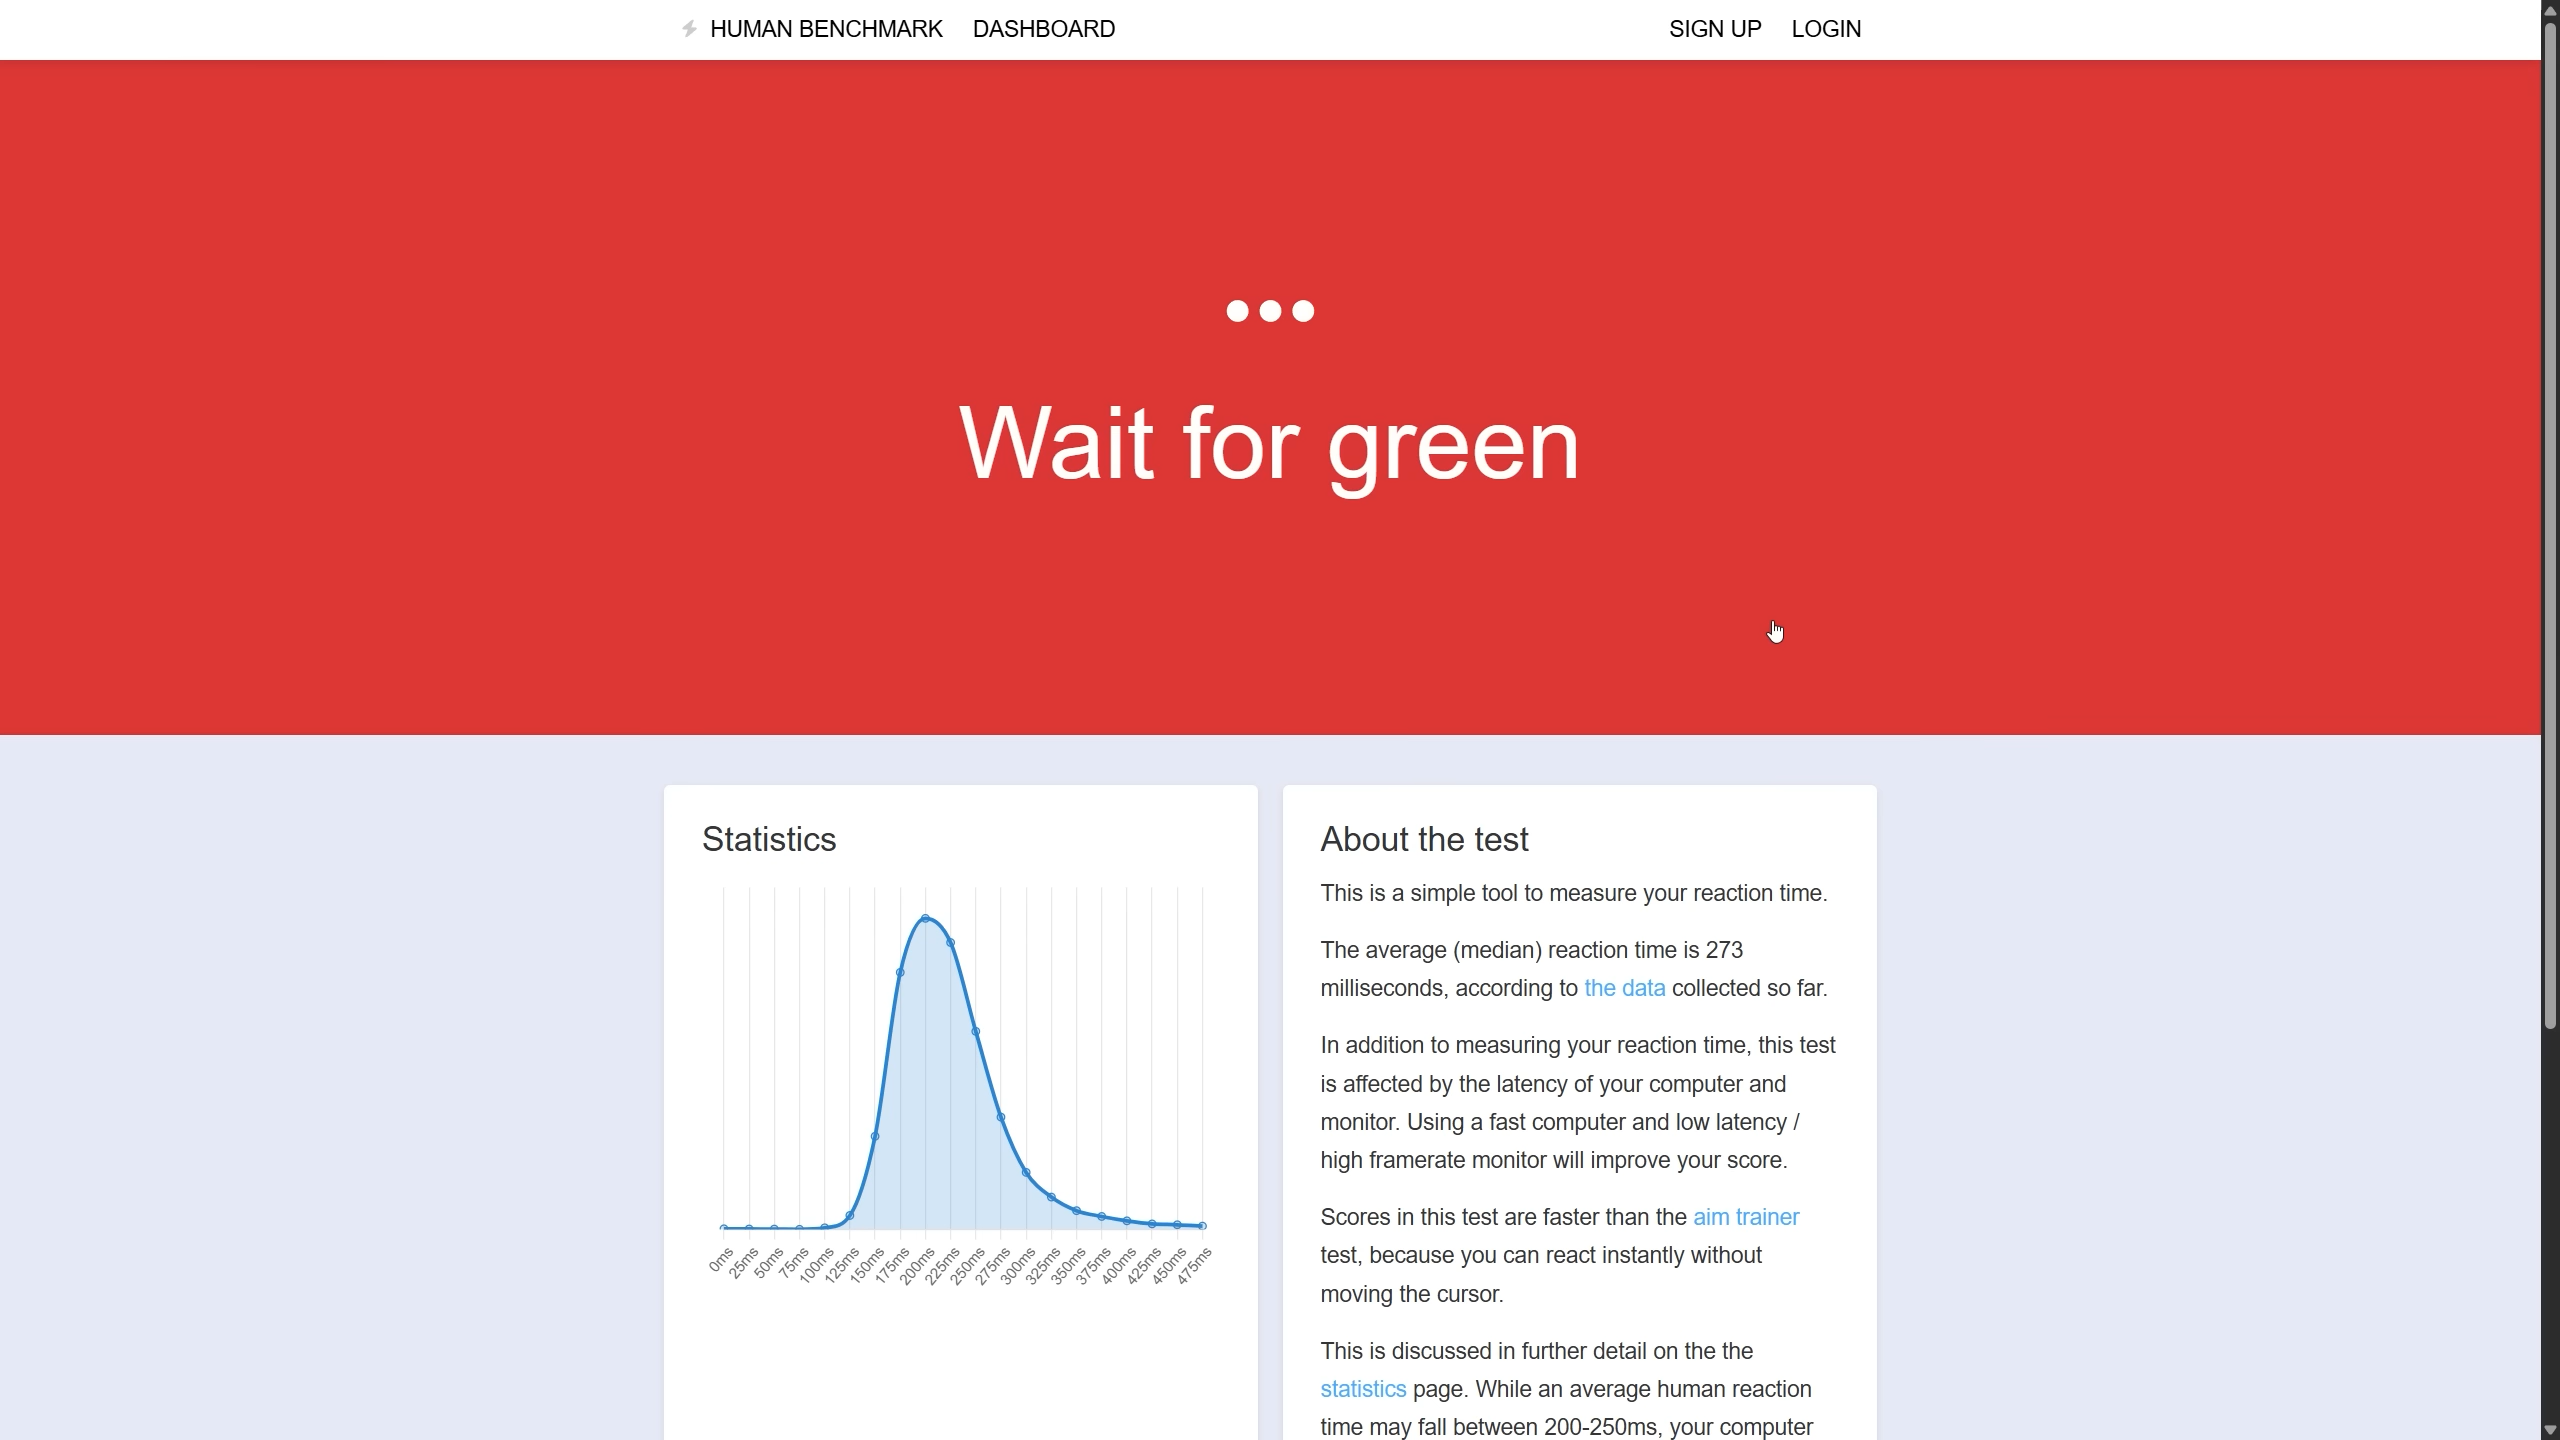 HUMAN BENCHMARK DASHBOARD SIGN UP LOGIN
Wait for green
Statistics
0ms 25ms 50ms 75ms 100ms 125ms 150ms 175ms 200ms 225ms 250ms 275ms 300ms 325ms 350ms 375ms 400ms 425ms 450ms 475ms
About the test
This is a simple tool to measure your reaction time.
The average (median) reaction time is 273
milliseconds, according to the data collected so far.
In addition to measuring your reaction time, this test
is affected by the latency of your computer and
monitor. Using a fast computer and low latency /
high framerate monitor will improve your score.
Scores in this test are faster than the aim trainer
test, because you can react instantly without
moving the cursor.
This is discussed in further detail on the the
statistics page. While an average human reaction
time may fall between 200-250ms, your computer